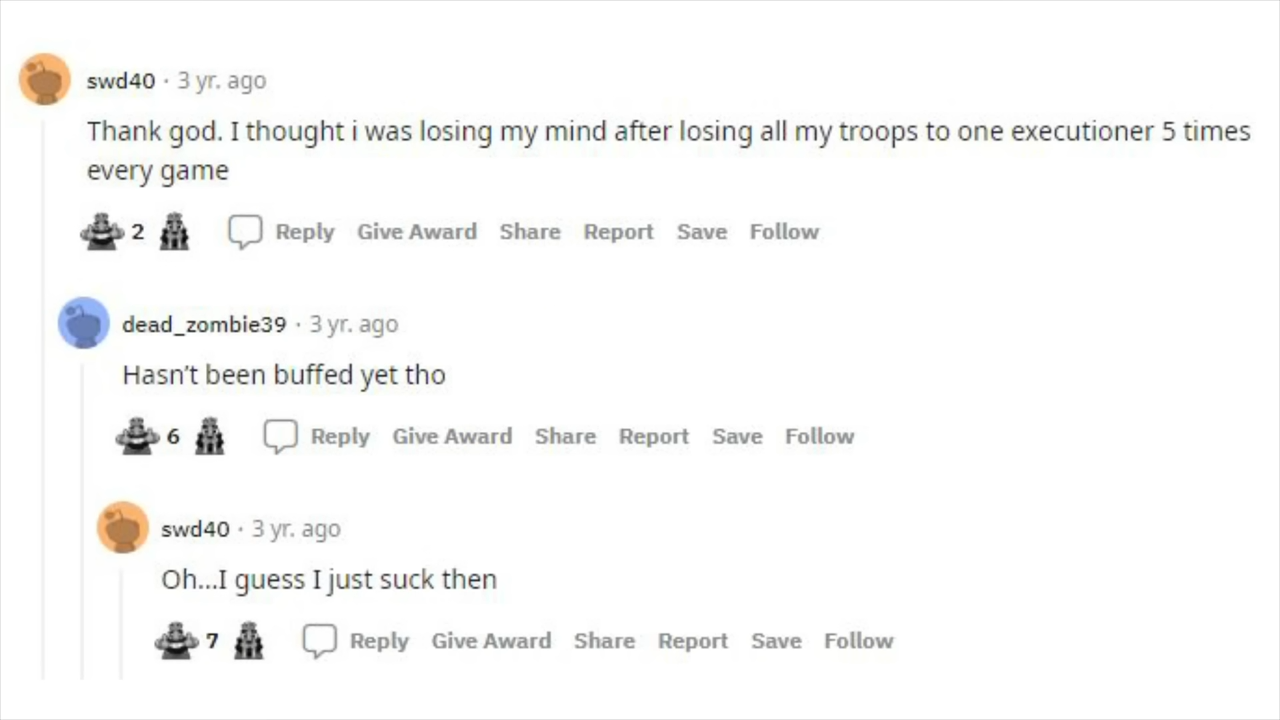 swd40 · 3 yr. ago
Thank god. I thought i was losing my mind after losing all my troops to one executioner 5 times
every game
2 Reply Give Award Share Report Save Follow
dead_zombie39 · 3 yr. ago
Hasn’t been buffed yet tho
6 Reply Give Award Share Report Save Follow
swd40 · 3 yr. ago
Oh...I guess I just suck then
7 Reply Give Award Share Report Save Follow